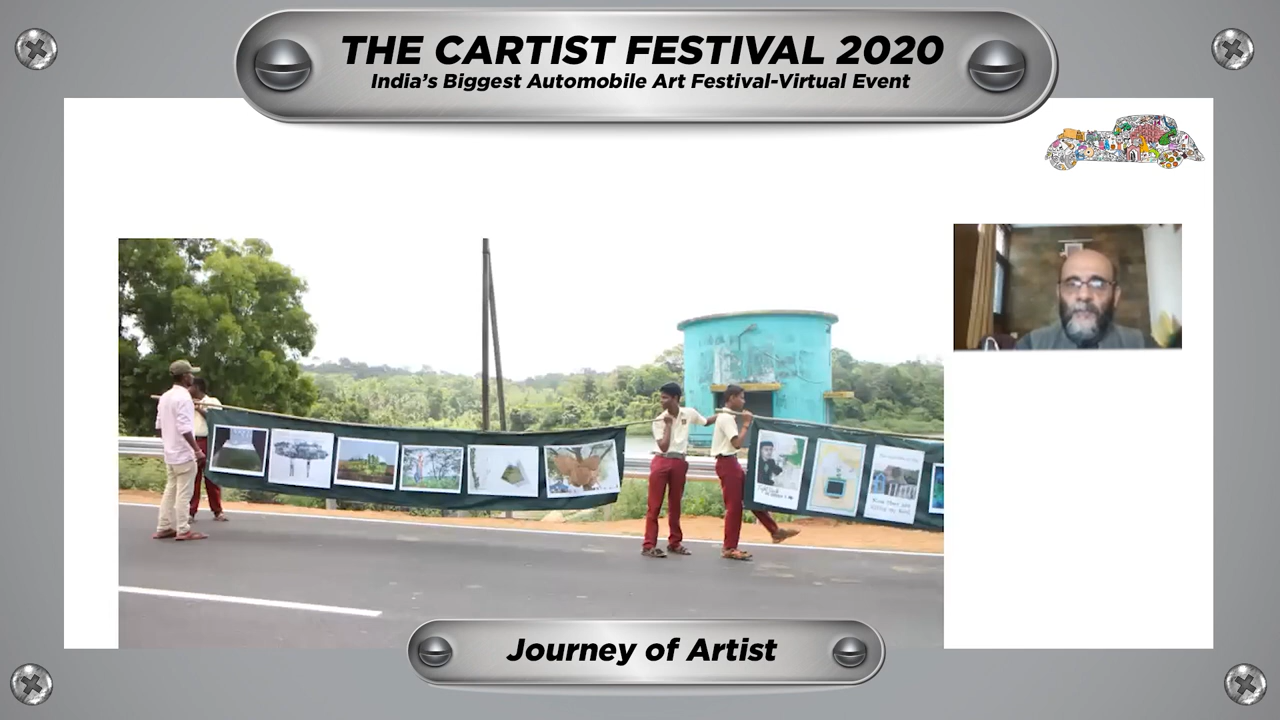 THE CARTIST FESTIVAL 2020
India's Biggest Automobile Art Festival-Virtual Event
Journey of Artist